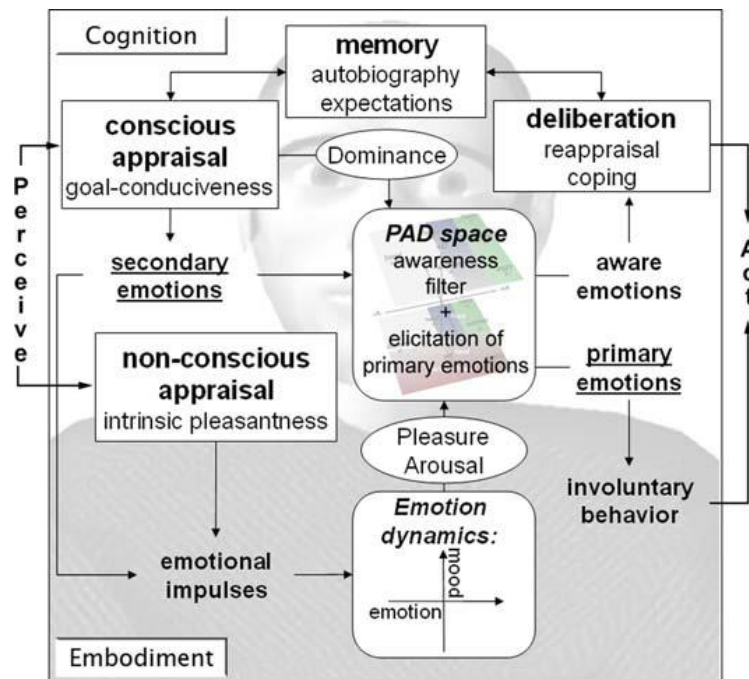 Cognition
memory
autobiography
expectations
conscious
appraisal
goal-conduciveness
Dominance
deliberation
reappraisal
coping
Perceive
secondary
emotions
PAD space
awareness
filter
+
elicitation of
primary emotions
aware
emotions
Act
non-conscious
appraisal
intrinsic pleasantness
primary
emotions
Pleasure
Arousal
involuntary
behavior
emotional
impulses
Emotion
dynamics:
mood
emotion
Embodiment